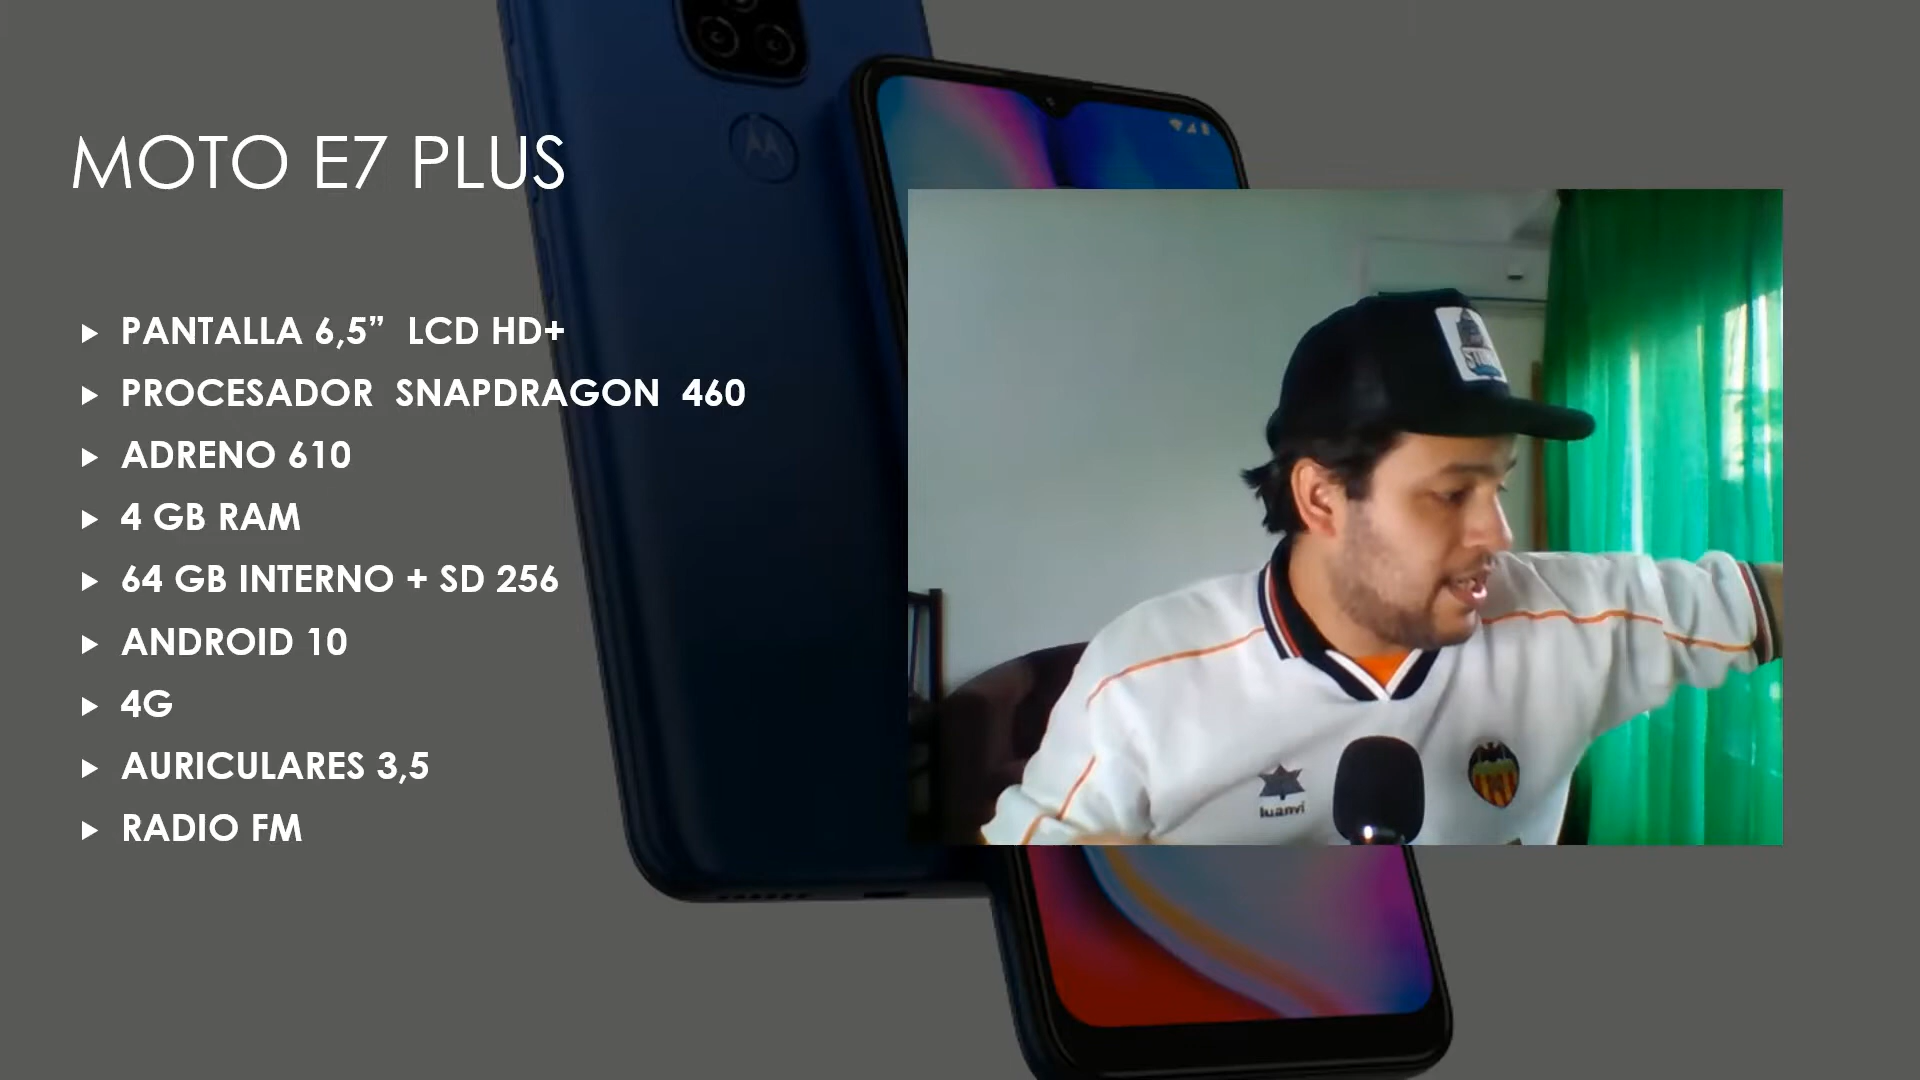 MOTO E7 PLUS
PANTALLA 6,5” LCD HD+
PROCESADOR SNAPDRAGON 460
ADRENO 610
4 GB RAM
64 GB INTERNO + SD 256
ANDROID 10
4G
AURICULARES 3,5
RADIO FM
luanvi